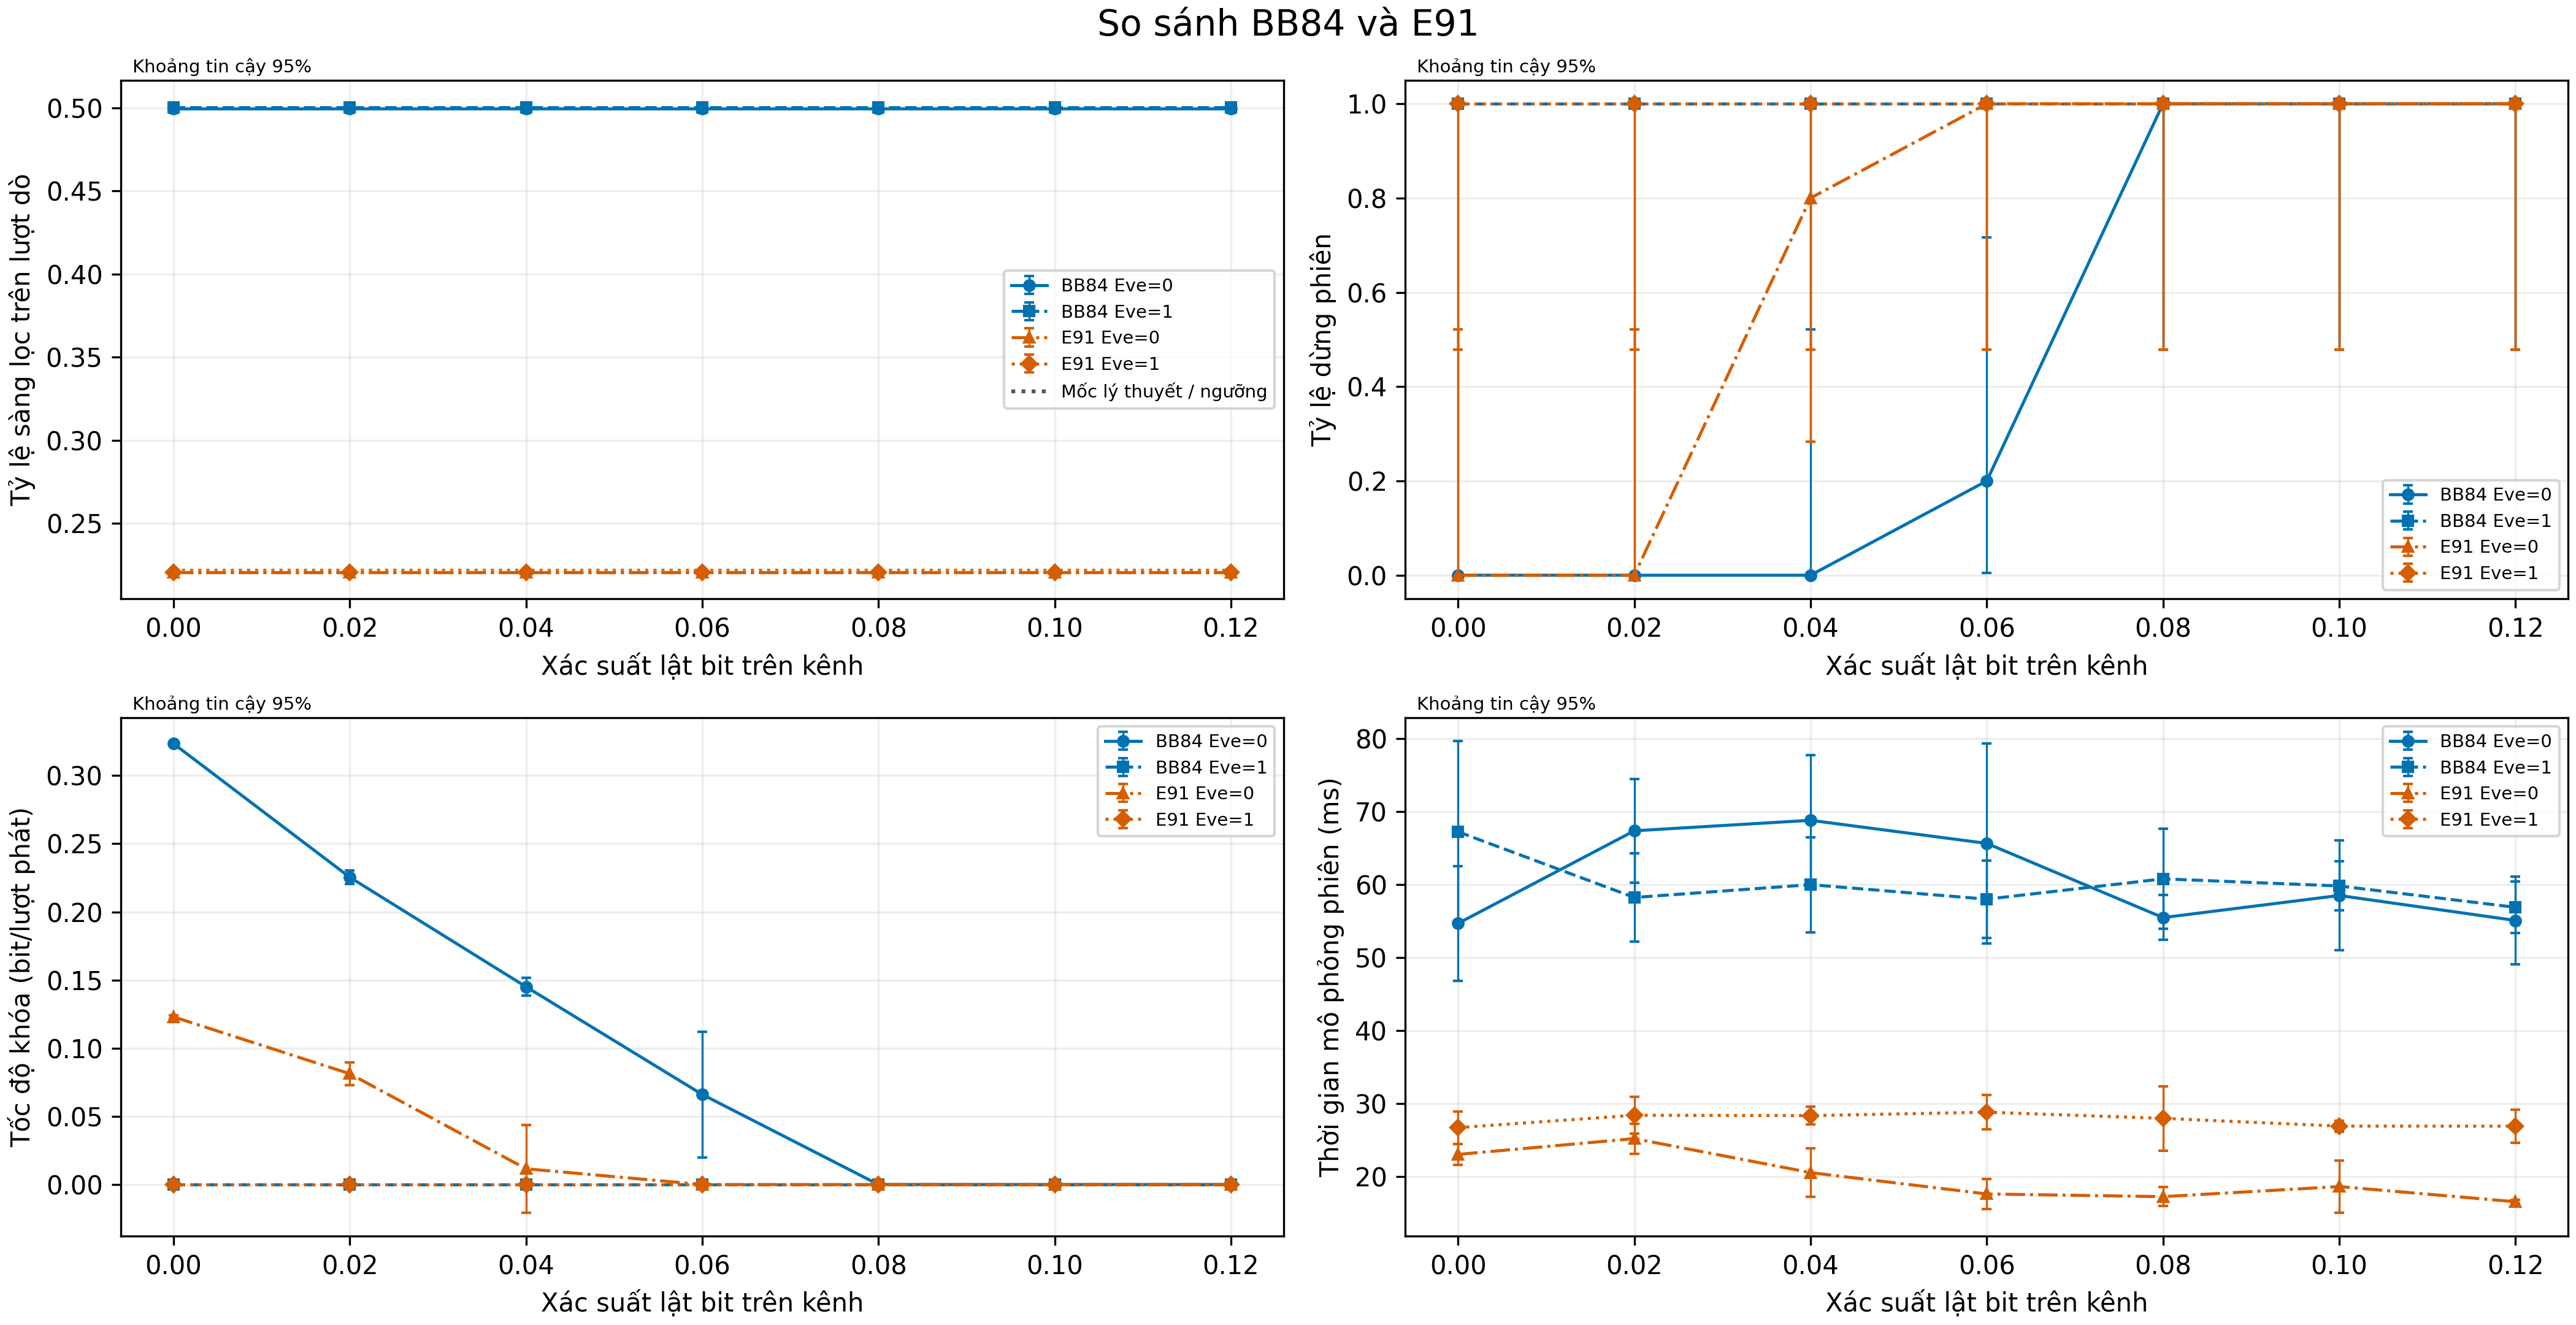 So sánh BB84 và E91
Khoảng tin cậy 95%
Tỷ lệ sàng lọc trên lượt dò
0.50
0.45
0.40
0.35
0.30
0.25
BB84 Eve=0
BB84 Eve=1
E91 Eve=0
E91 Eve=1
Mốc lý thuyết / ngưỡng
0.00 0.02 0.04 0.06 0.08 0.10 0.12
Xác suất lật bit trên kênh
Khoảng tin cậy 95%
Tỷ lệ dừng phiên
1.0
0.8
0.6
0.4
0.2
0.0
BB84 Eve=0
BB84 Eve=1
E91 Eve=0
E91 Eve=1
0.00 0.02 0.04 0.06 0.08 0.10 0.12
Xác suất lật bit trên kênh
Khoảng tin cậy 95%
Tốc độ khóa (bit/lượt phát)
0.30
0.25
0.20
0.15
0.10
0.05
0.00
BB84 Eve=0
BB84 Eve=1
E91 Eve=0
E91 Eve=1
0.00 0.02 0.04 0.06 0.08 0.10 0.12
Xác suất lật bit trên kênh
Khoảng tin cậy 95%
Thời gian mô phỏng phiên (ms)
80
70
60
50
40
30
20
BB84 Eve=0
BB84 Eve=1
E91 Eve=0
E91 Eve=1
0.00 0.02 0.04 0.06 0.08 0.10 0.12
Xác suất lật bit trên kênh